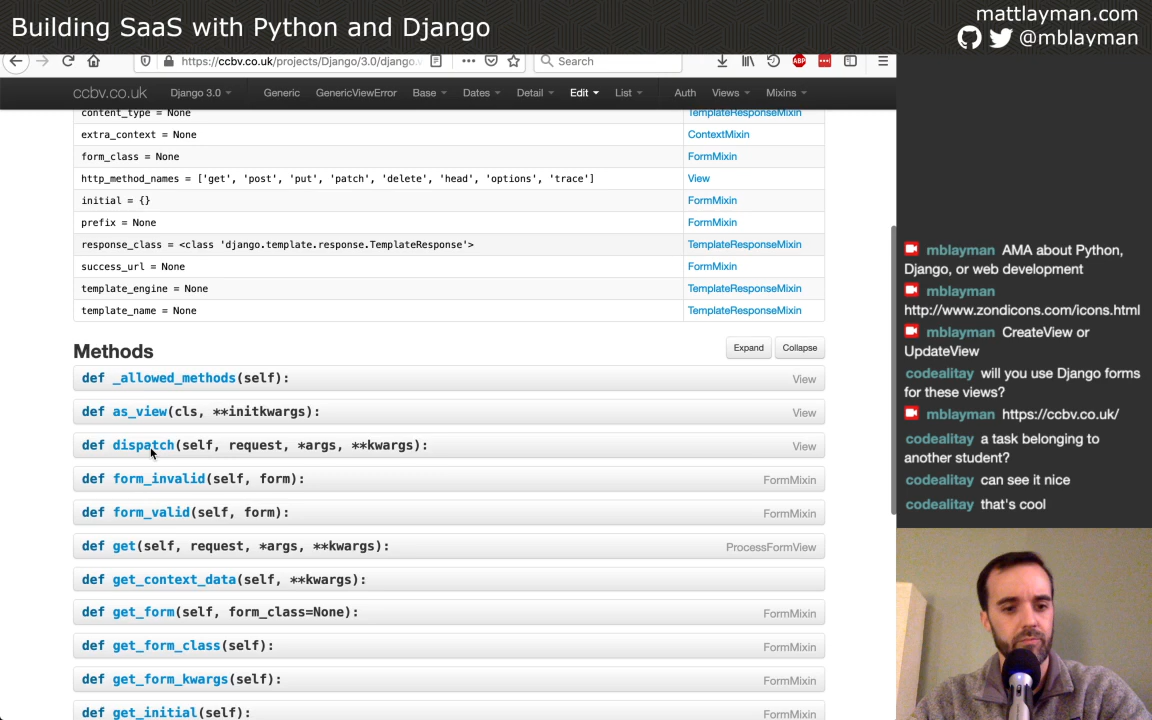 Building SaaS with Python and Django
mattlayman.com
@mblayman
https://ccbv.co.uk/projects/Django/3.0/django.v
Search
ABP
ccbv.co.uk
Django 3.0
Generic
GenericViewError
Base
Dates
Detail
Edit
List
Auth
Views
Mixins
content_type = None
TemplateResponseMixin
extra_context = None
ContextMixin
form_class = None
FormMixin
http_method_names = ['get', 'post', 'put', 'patch', 'delete', 'head', 'options', 'trace']
View
initial = {}
FormMixin
prefix = None
FormMixin
response_class = <class 'django.template.response.TemplateResponse'>
TemplateResponseMixin
success_url = None
FormMixin
template_engine = None
TemplateResponseMixin
template_name = None
TemplateResponseMixin
Methods
Expand
Collapse
def _allowed_methods(self):
View
def as_view(cls, **initkwargs):
View
def dispatch(self, request, *args, **kwargs):
View
def form_invalid(self, form):
FormMixin
def form_valid(self, form):
FormMixin
def get(self, request, *args, **kwargs):
ProcessFormView
def get_context_data(self, **kwargs):
def get_form(self, form_class=None):
FormMixin
def get_form_class(self):
FormMixin
def get_form_kwargs(self):
FormMixin
def get_initial(self):
FormMixin
mblayman AMA about Python,
Django, or web development
mblayman
http://www.zondicons.com/icons.html
mblayman CreateView or
UpdateView
codealitay will you use Django forms
for these views?
mblayman https://ccbv.co.uk/
codealitay a task belonging to
another student?
codealitay can see it nice
codealitay that's cool